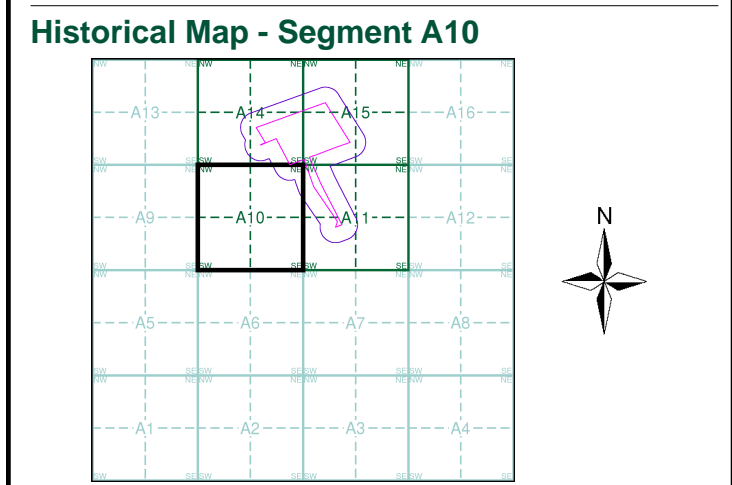 Historical Map - Segment A10
NW NE NW NE NW NE NW NE
A13 A14 A15 A16
SW SE SW SE SW SE SW SE
NW NE NW NE NW NE NW NE
A9 A10 A11 A12
SW SE SW SE SW SE SW SE
NW NE NW NE NW NE NW NE
A5 A6 A7 A8
SW SE SW SE SW SE SW SE
NW NE NW NE NW NE NW NE
A1 A2 A3 A4
SW SE SW SE SW SE SW SE
N